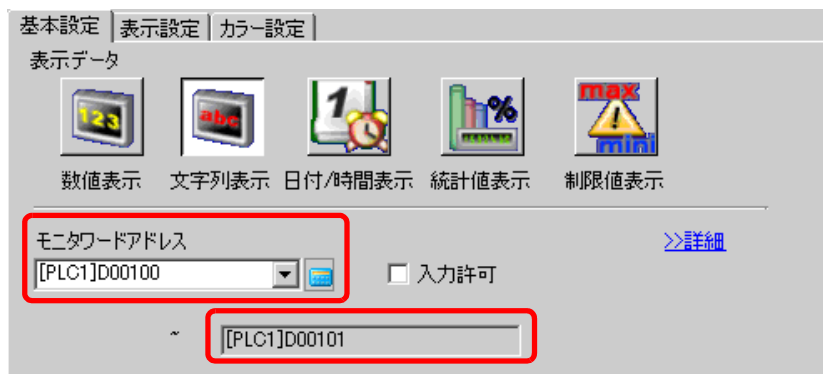 基本設定 表示設定 カラー設定
表示データ
123 abc 1 % max mini
数値表示 文字列表示 日付/時間表示 統計値表示 制限値表示
モニタワードアドレス >>詳細
[PLC1]D00100 入力許可
~ [PLC1]D00101